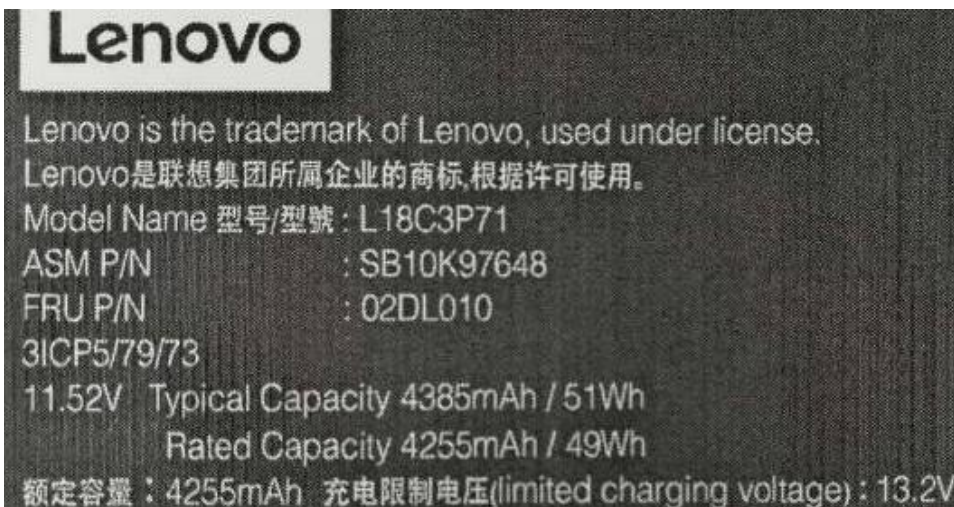 Lenovo
Lenovo is the trademark of Lenovo, used under license.
Lenovo是联想集团所属企业的商标,根据许可使用。
Model Name 型号/型號 : L18C3P71
ASM P/N : SB10K97648
FRU P/N : 02DL010
3ICP5/79/73
11.52V Typical Capacity 4385mAh / 51Wh
Rated Capacity 4255mAh / 49Wh
额定容量：4255mAh 充电限制电压(limited charging voltage) : 13.2V